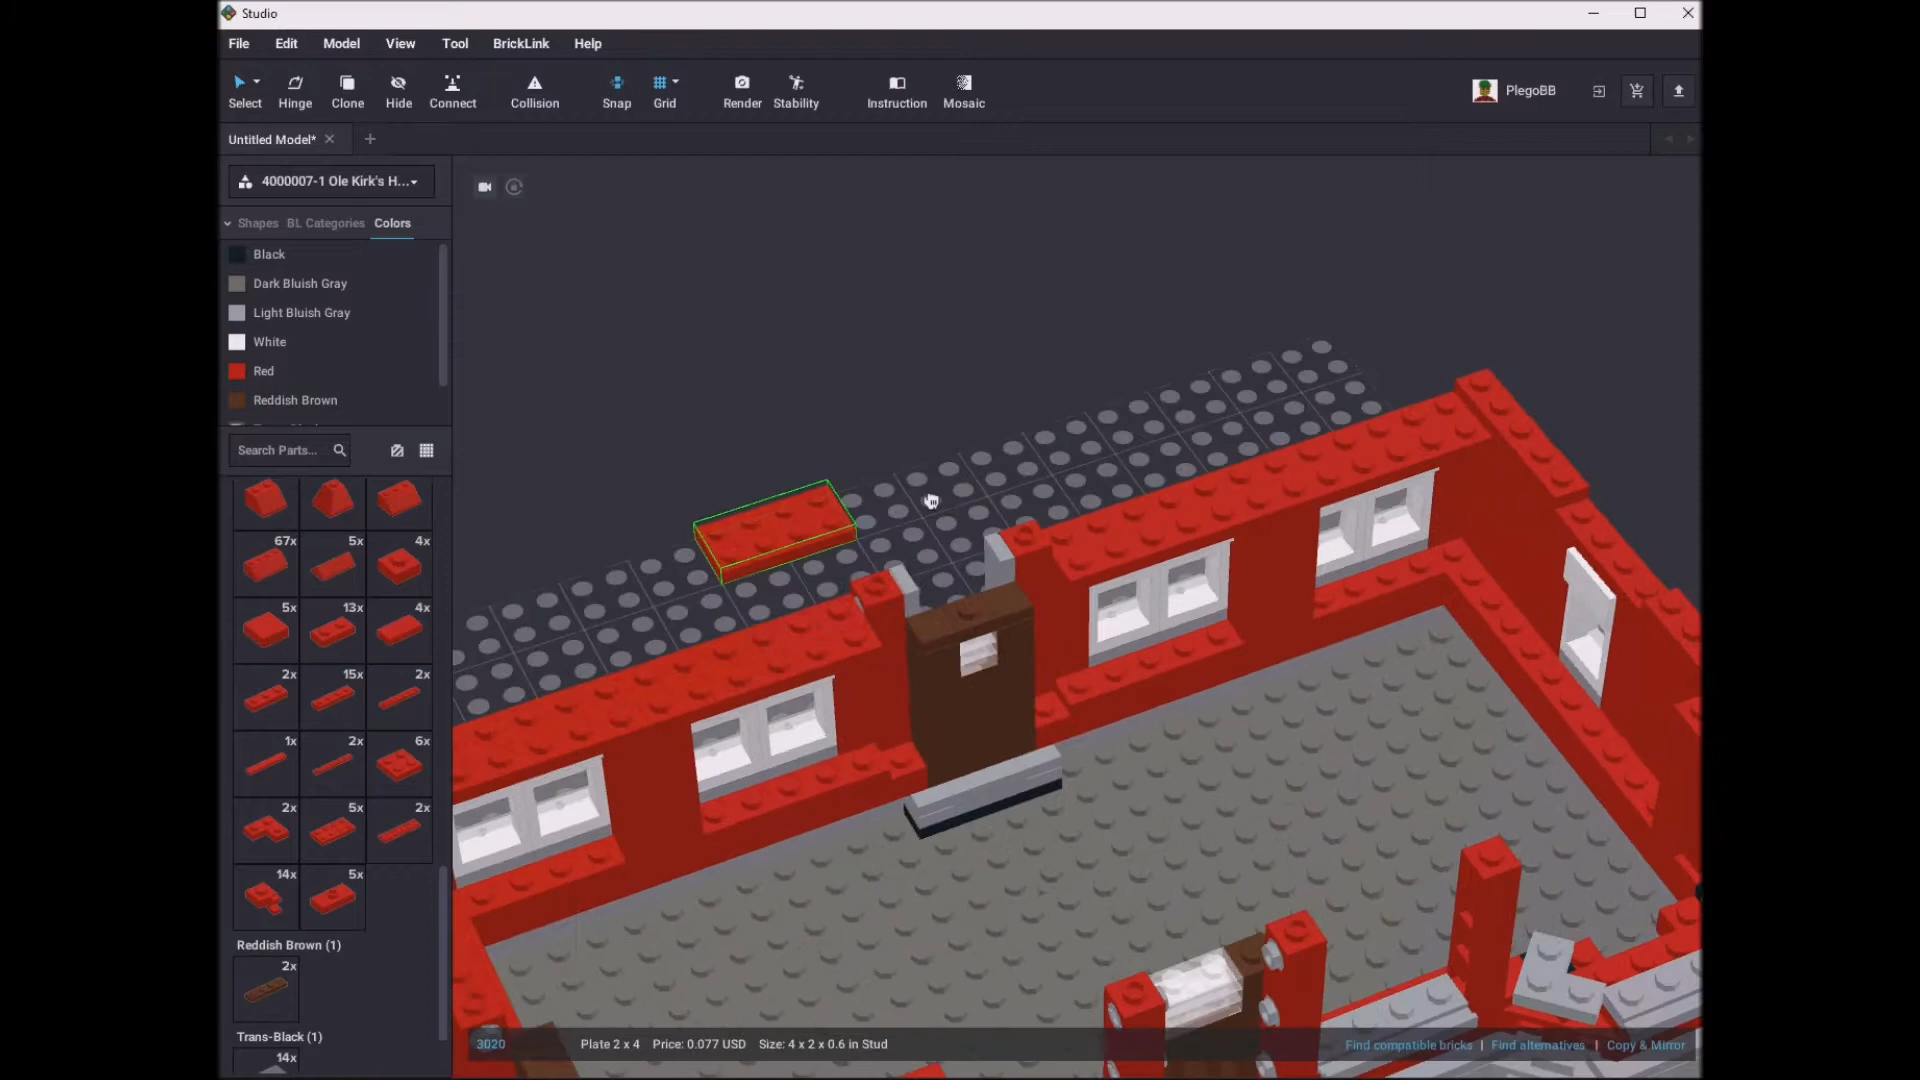 Studio
File Edit Model View Tool BrickLink Help
Select Hinge Clone Hide Connect Collision Snap Grid Render Stability Instruction Mosaic
PlegoBB
Untitled Model*
4000007-1 Ole Kirk's H...
Shapes BL Categories Colors
Black
Dark Bluish Gray
Light Bluish Gray
White
Red
Reddish Brown
Search Parts...
67x 5x 4x
5x 13x 4x
2x 15x 2x
1x 2x 6x
2x 5x 2x
14x 5x
Reddish Brown (1)
2x
Trans-Black (1)
14x
3020 Plate 2 x 4 Price: 0.077 USD Size: 4 x 2 x 0.6 in Stud Find compatible bricks | Find alternatives | Copy & Mirror